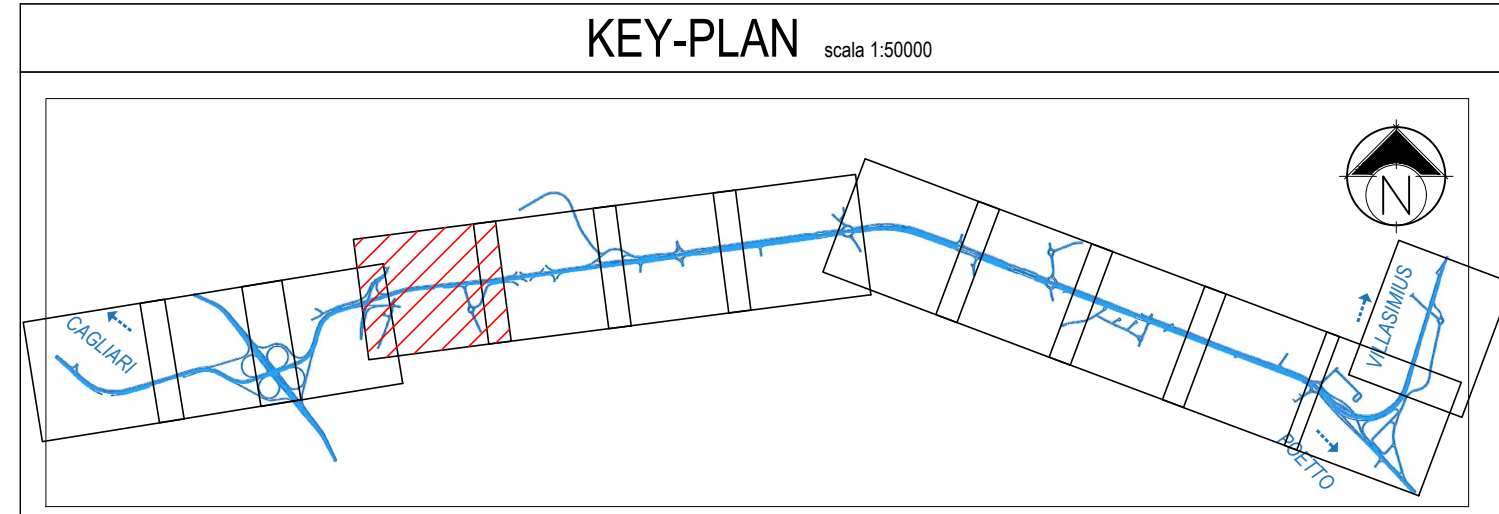 KEY-PLAN scala 1:50000
N
CAGLIARI
VILLASIMIUS
POETTO